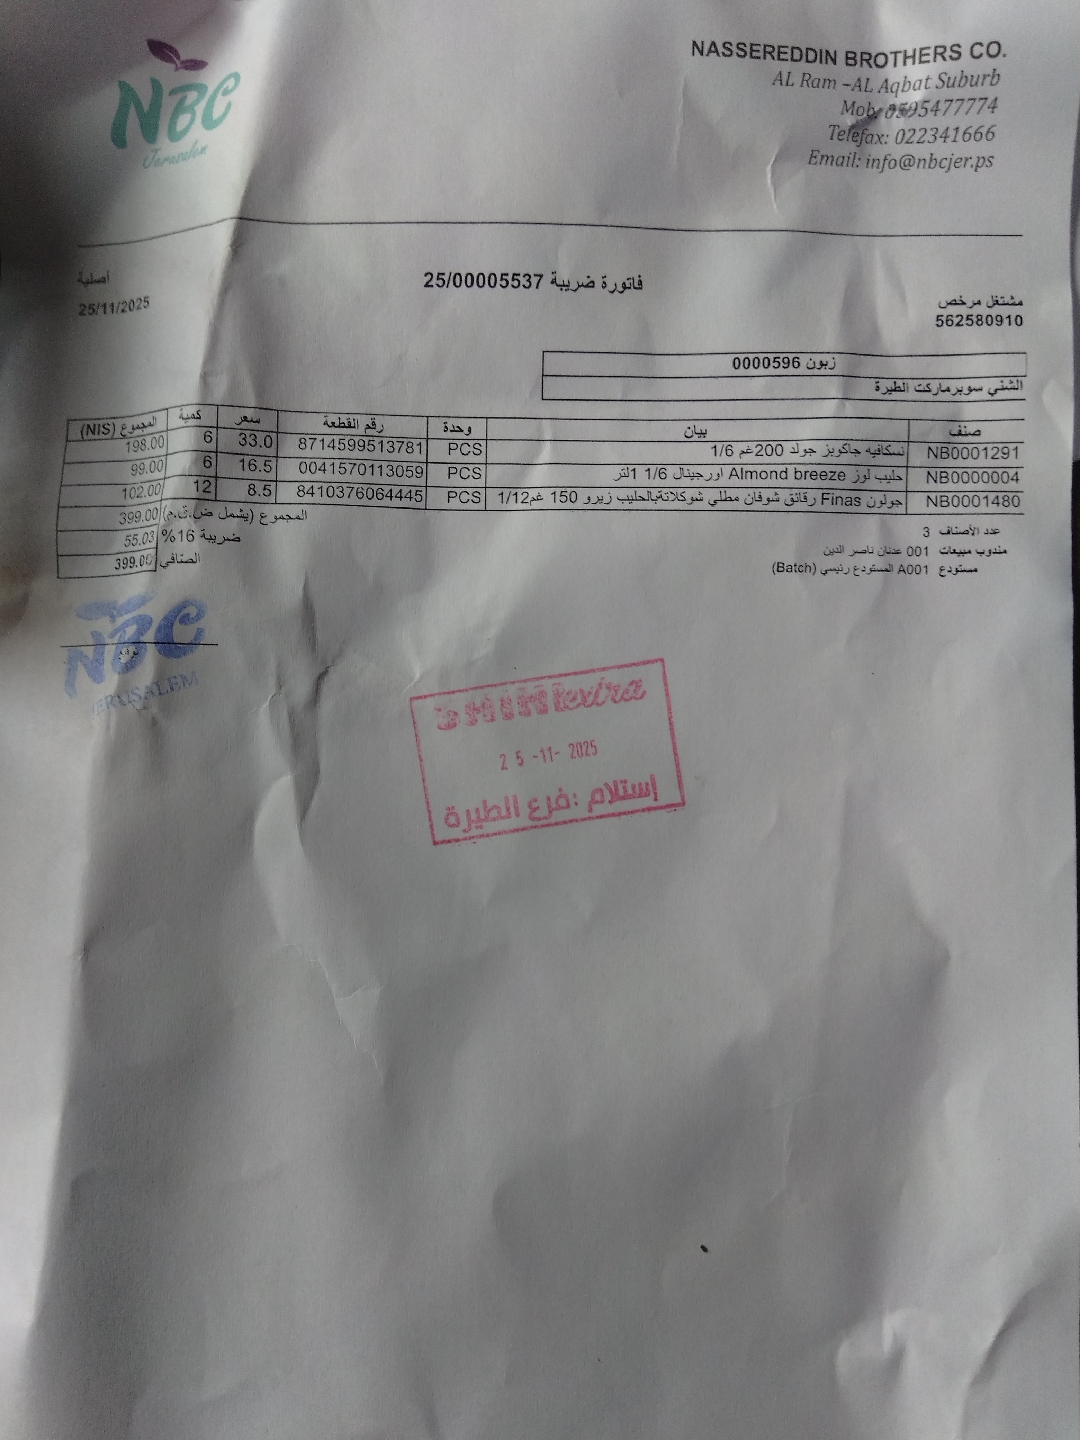 NBC
Jerusalem
NASSEREDDIN BROTHERS CO.
AL Ram –AL Aqbat Suburb
Mob: 0595477774
Telefax: 022341666
Email: info@nbcjer.ps
أصلية
25/11/2025
فاتورة ضريبة 25/00005537
مشتغل مرخص
562580910
زبون 0000596
الشني سوبرماركت الطيرة
صنف بيان وحدة رقم القطعة سعر كمية المجموع (NIS)
NB0001291 نسكافيه جاكوبز جولد 200غم 1/6 PCS 8714599513781 33.0 6 198.00
NB0000004 حليب لوز Almond breeze اورجينال 1/6 1لتر PCS 0041570113059 16.5 6 99.00
NB0001480 جولون Finas رقائق شوفان مطلي شوكلاتةبالحليب زيرو 150 غم1/12 PCS 8410376064445 8.5 12 102.00
المجموع (يشمل ض.ق.م) 399.00
ضريبة 16% 55.03
الصافي 399.00
عدد الأصناف 3
مندوب مبيعات 001 عدنان ناصر الدين
مستودع A001 المستودع رئيسي (Batch)
NBC
توقيع
JERUSALEM
extra
25-11-2025
إستلام :فرع الطيرة